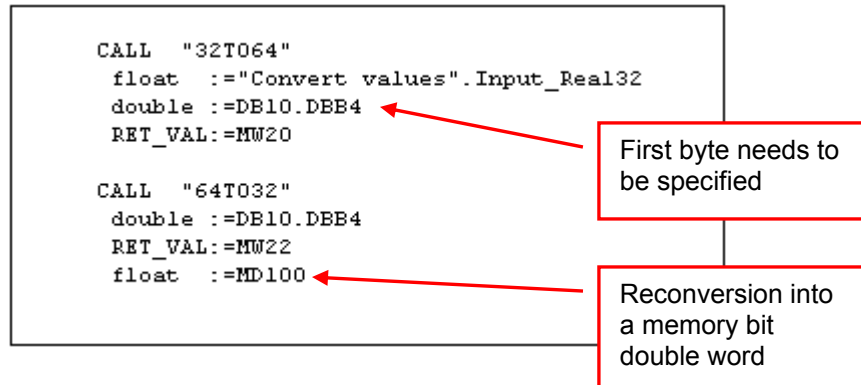 CALL "32TO64"
float :="Convert values".Input_Real32
double :=DB10.DBB4
RET_VAL:=MW20
CALL "64TO32"
double :=DB10.DBB4
RET_VAL:=MW22
float :=MD100
First byte needs to
be specified
Reconversion into
a memory bit
double word